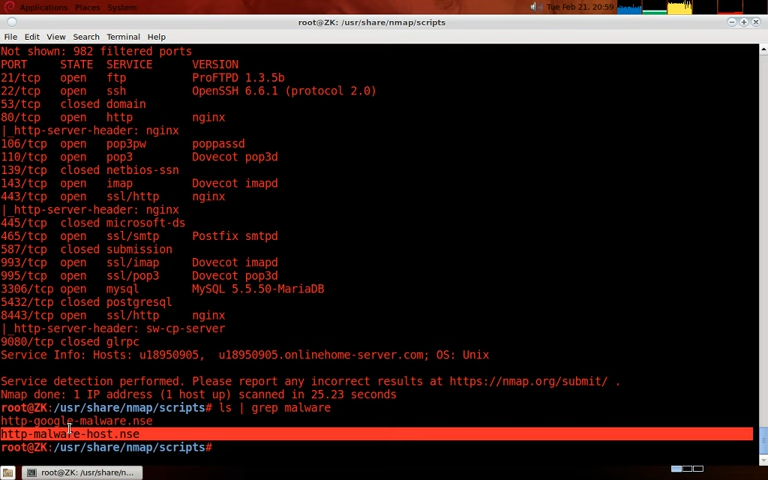 Applications Places System
Tue Feb 21, 20:59
root@ZK: /usr/share/nmap/scripts
File Edit View Search Terminal Help
Not shown: 982 filtered ports
PORT STATE SERVICE VERSION
21/tcp open ftp ProFTPD 1.3.5b
22/tcp open ssh OpenSSH 6.6.1 (protocol 2.0)
53/tcp closed domain
80/tcp open http nginx
|_http-server-header: nginx
106/tcp open pop3pw poppassd
110/tcp open pop3 Dovecot pop3d
139/tcp closed netbios-ssn
143/tcp open imap Dovecot imapd
443/tcp open ssl/http nginx
|_http-server-header: nginx
445/tcp closed microsoft-ds
465/tcp open ssl/smtp Postfix smtpd
587/tcp closed submission
993/tcp open ssl/imap Dovecot imapd
995/tcp open ssl/pop3 Dovecot pop3d
3306/tcp open mysql MySQL 5.5.50-MariaDB
5432/tcp closed postgresql
8443/tcp open ssl/http nginx
|_http-server-header: sw-cp-server
9080/tcp closed glrpc
Service Info: Hosts: u18950905, u18950905.onlinehome-server.com; OS: Unix
Service detection performed. Please report any incorrect results at https://nmap.org/submit/ .
Nmap done: 1 IP address (1 host up) scanned in 25.23 seconds
root@ZK:/usr/share/nmap/scripts# ls | grep malware
http-google-malware.nse
http-malware-host.nse
root@ZK:/usr/share/nmap/scripts#
root@ZK: /usr/share/n...